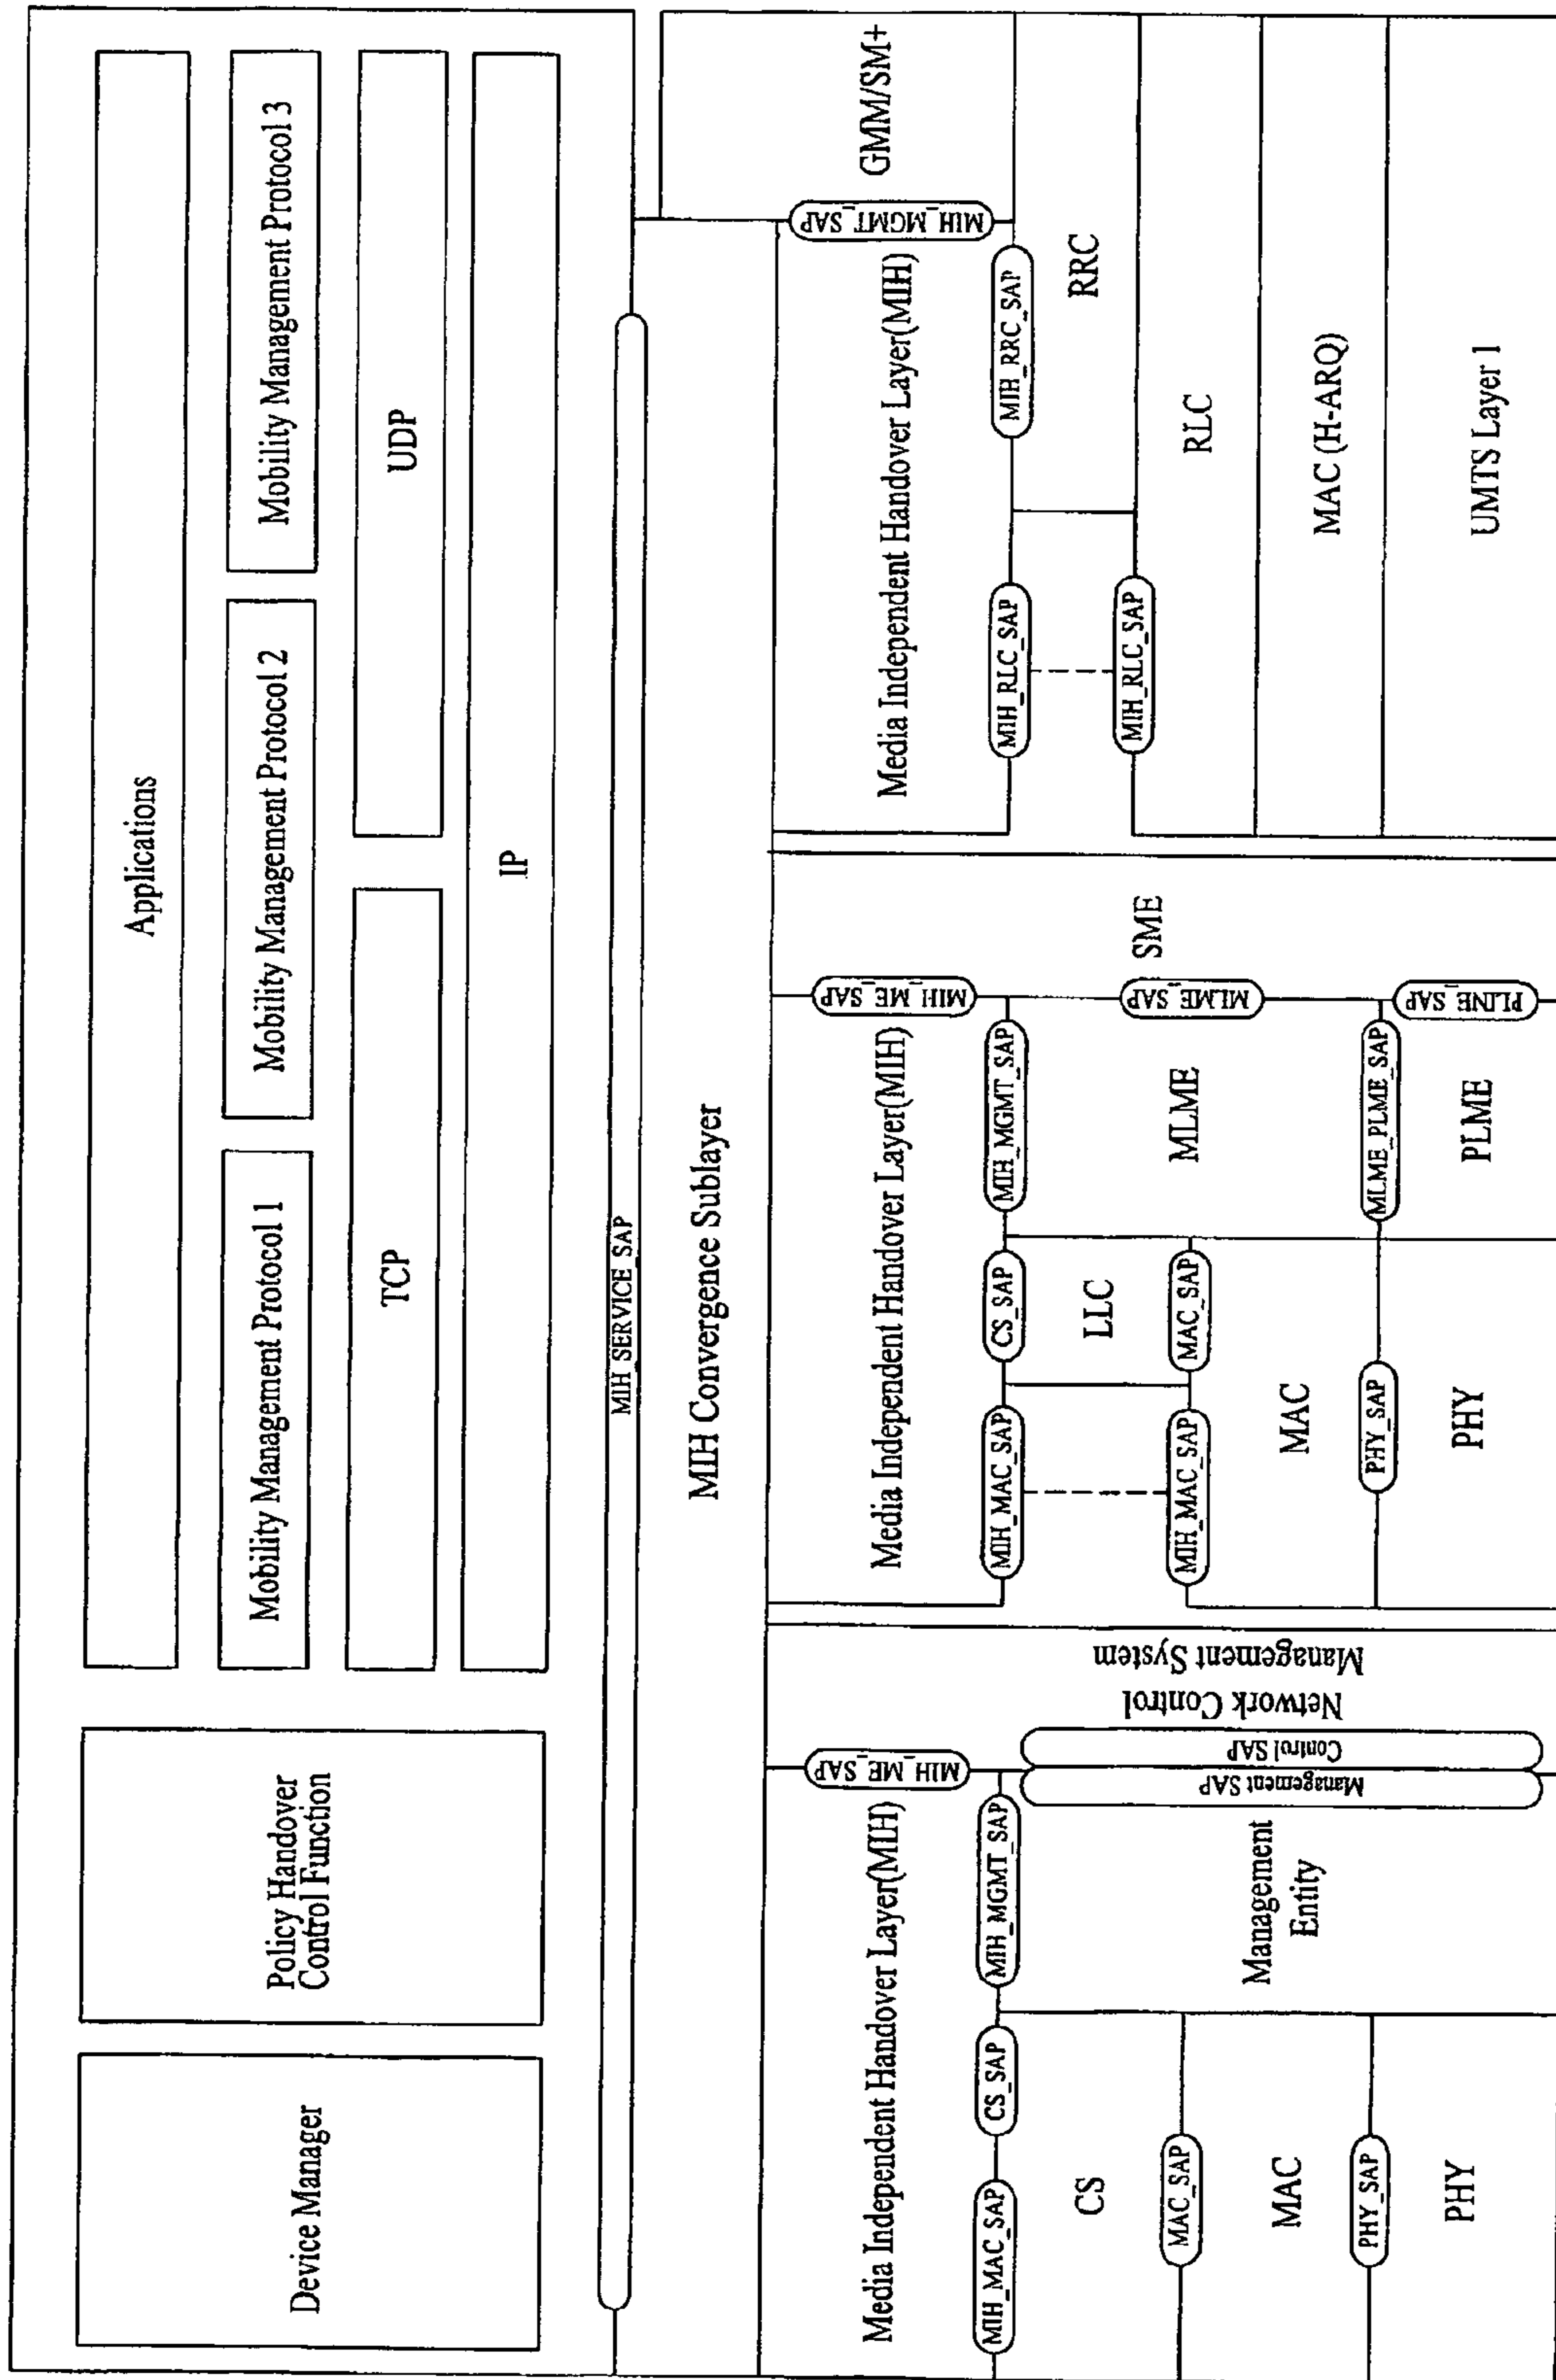 Applications
Device Manager
Policy Handover
Control Function
Mobility Management Protocol 1
Mobility Management Protocol 2
Mobility Management Protocol 3
TCP
UDP
IP
MIH_SERVICE_SAP
MIH Convergence Sublayer
Media Independent Handover Layer(MIH)
MIH_ME_SAP
MIH_MAC_SAP
CS_SAP
MIH_MGMT_SAP
CS
MAC_SAP
MAC
PHY_SAP
PHY
Management
Entity
Management SAP
Control SAP
Network Control
Management System
Media Independent Handover Layer(MIH)
MIH_ME_SAP
MIH_MAC_SAP
CS_SAP
MIH_MGMT_SAP
LLC
MIH_MAC_SAP
MAC_SAP
MLME
MLME_SAP
SME
MAC
PHY_SAP
MLME_PLME_SAP
PLINE_SAP
PHY
PLME
Media Independent Handover Layer(MIH)
MIH_MGMT_SAP
GMM/SM+
MIH_RLC_SAP
MIH_RRC_SAP
RRC
MIH_RLC_SAP
RLC
MAC (H-ARQ)
UMTS Layer 1